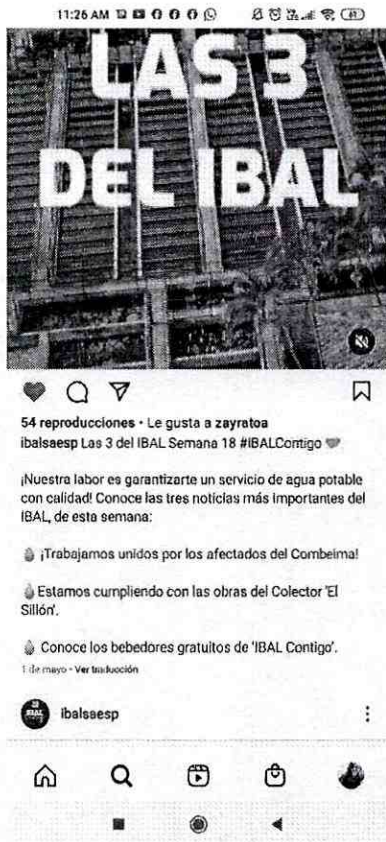 11:26 AM
LAS 3
DEL IBAL
54 reproducciones • Le gusta a zayratoa
ibalsaesp Las 3 del IBAL Semana 18 #IBALContigo
¡Nuestra labor es garantizarte un servicio de agua potable
con calidad! Conoce las tres noticias más importantes del
IBAL, de esta semana:
¡Trabajamos unidos por los afectados del Combeima!
Estamos cumpliendo con las obras del Colector 'El
Sillón'.
Conoce los bebedores gratuitos de 'IBAL Contigo'.
1 de mayo • Ver traducción
ibalsaesp